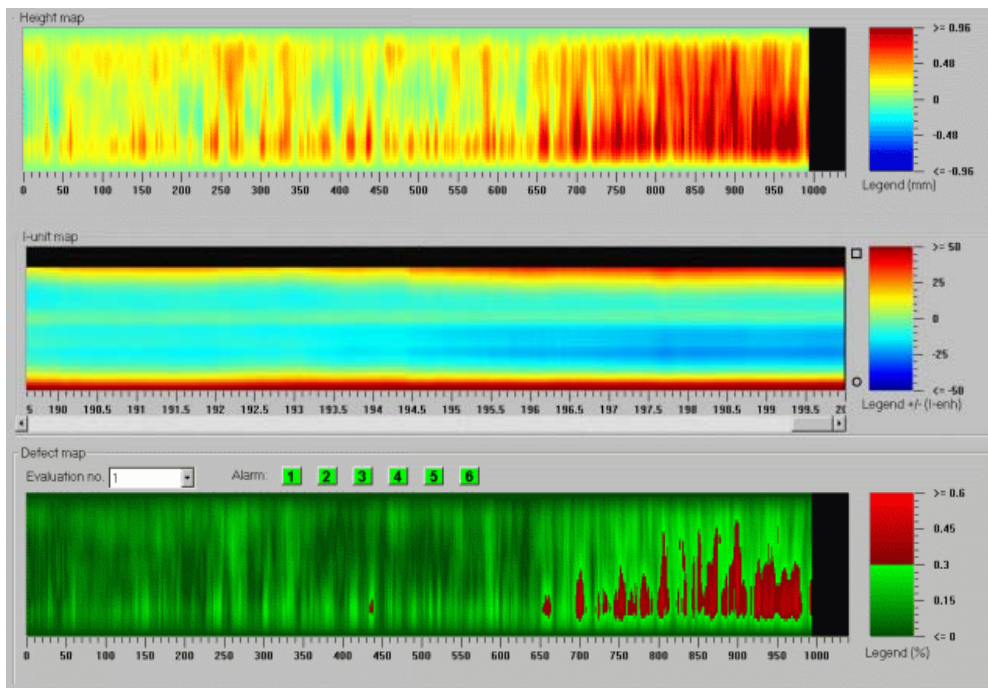 Height map
>= 0.96
0.48
0
-0.48
<= -0.96
Legend (mm)
0 50 100 150 200 250 300 350 400 450 500 550 600 650 700 750 800 850 900 950 1000
I-unit map
>= 50
25
0
-25
<= -50
Legend +/- (I-enh)
5 190 190.5 191 191.5 192 192.5 193 193.5 194 194.5 195 195.5 196 196.5 197 197.5 198 198.5 199 199.5 20
Defect map
Evaluation no. 1 Alarm: 1 2 3 4 5 6
>= 0.6
0.45
0.3
0.15
<= 0
Legend (%)
0 50 100 150 200 250 300 350 400 450 500 550 600 650 700 750 800 850 900 950 1000